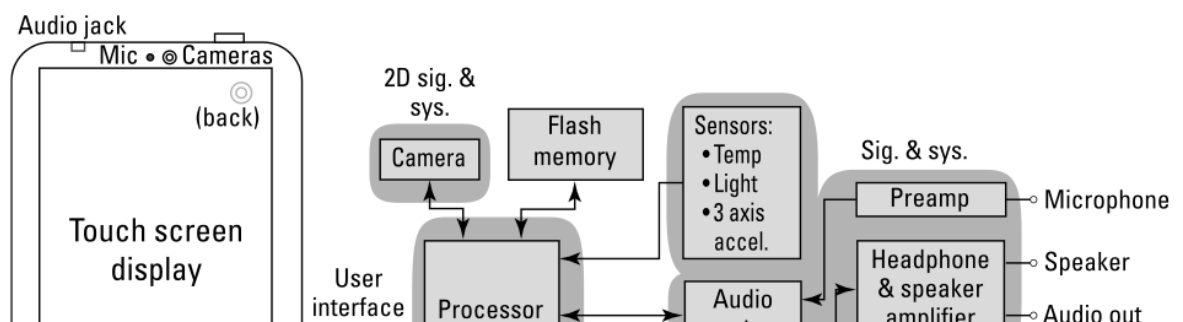 Audio jack
Mic Cameras
(back)
Touch screen
display
2D sig. &
sys.
Camera
Flash
memory
User
interface
Processor
Sensors:
•Temp
•Light
•3 axis
accel.
Audio
Sig. & sys.
Preamp
Headphone
& speaker
amplifier
Microphone
Speaker
Audio out